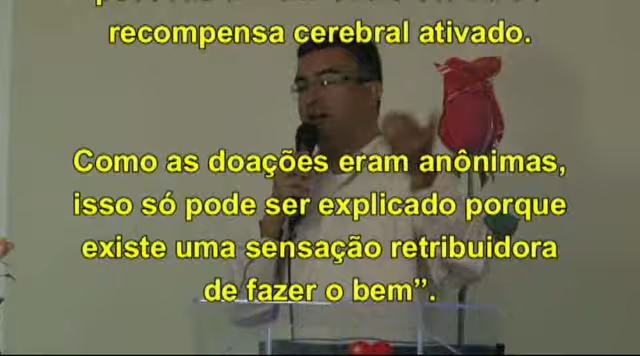 recompensa cerebral ativado.
Como as doações eram anônimas,
isso só pode ser explicado porque
existe uma sensação retribuidora
de fazer o bem”.